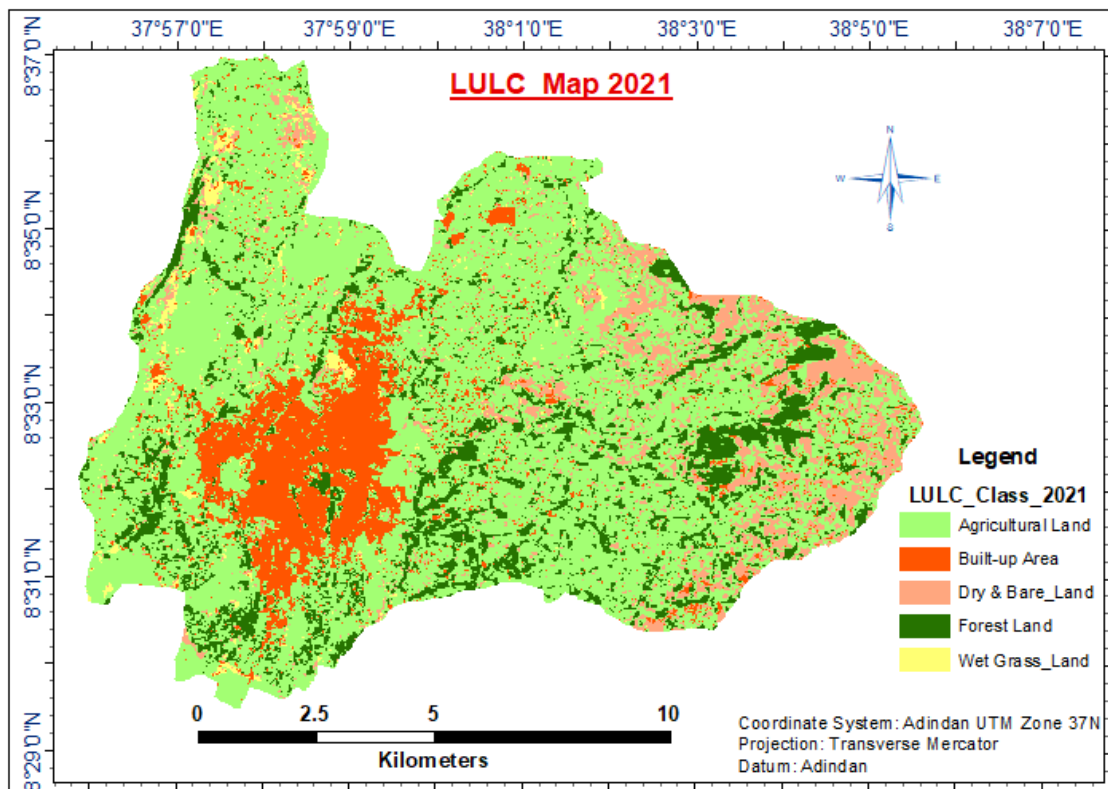 37°57'0"E 37°59'0"E 38°1'0"E 38°3'0"E 38°5'0"E 38°7'0"E
8°37'0"N
8°35'0"N
8°33'0"N
8°31'0"N
8°29'0"N
LULC Map 2021
N
W E
S
Legend
LULC_Class_2021
Agricultural Land
Built-up Area
Dry & Bare_Land
Forest Land
Wet Grass_Land
0 2.5 5 10
Kilometers
Coordinate System: Adindan UTM Zone 37N
Projection: Transverse Mercator
Datum: Adindan